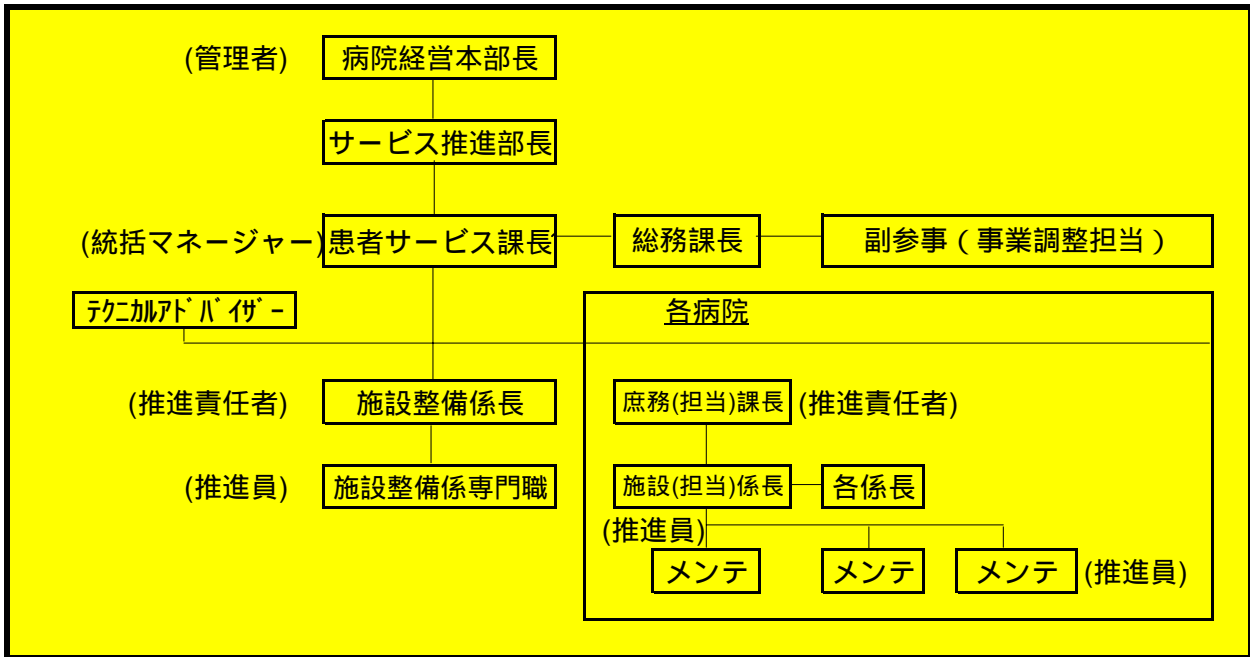 (管理者) 病院経営本部長
サービス推進部長
(統括マネージャー) 患者サービス課長 総務課長 副参事（事業調整担当）
ﾃｸﾆｶﾙｱﾄﾞﾊﾞｲｻﾞｰ 各病院
(推進責任者) 施設整備係長 庶務(担当)課長 (推進責任者)
(推進員) 施設整備係専門職 施設(担当)係長 各係長
(推進員)
メンテ メンテ メンテ (推進員)